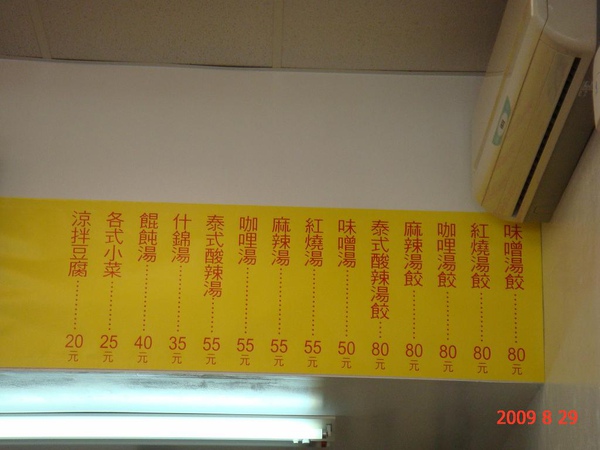 味噌湯餃 80元
紅燒湯餃 80元
咖哩湯餃 80元
麻辣湯餃 80元
泰式酸辣湯餃 80元
味噌湯 50元
紅燒湯 55元
麻辣湯 55元
咖哩湯 55元
泰式酸辣湯 55元
什錦湯 35元
餛飩湯 40元
各式小菜 25元
涼拌豆腐 20元
2009 8 29